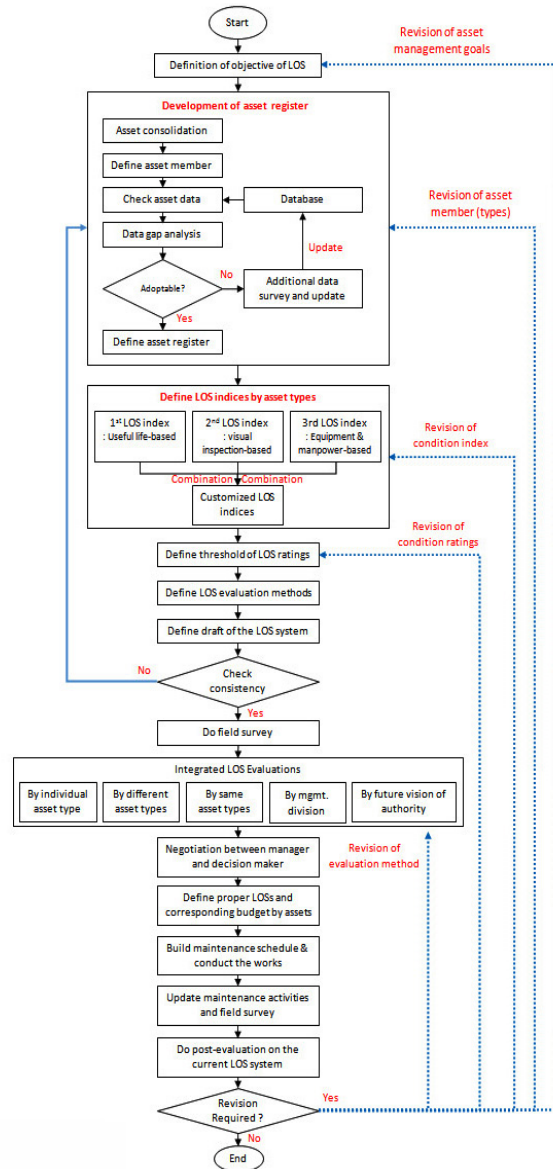 Start
Revision of asset
management goals
Definition of objective of LOS
Development of asset register
Asset consolidation
Define asset member
Check asset data
Database
Revision of asset
member (types)
Data gap analysis
Update
No
Adoptable?
Additional data
survey and update
Yes
Define asset register
Define LOS indices by asset types
1st LOS index
: Useful life-based
2nd LOS index
: visual
inspection-based
3rd LOS index
: Equipment &
manpower-based
Revision of
condition index
Combination
Combination
Customized LOS
indices
Revision of
condition ratings
Define threshold of LOS ratings
Define LOS evaluation methods
Define draft of the LOS system
No
Check
consistency
Yes
Do field survey
Integrated LOS Evaluations
By individual
asset type
By different
asset types
By same
asset types
By mgmt.
division
By future vision of
authority
Negotiation between manager
and decision maker
Revision of
evaluation method
Define proper LOSs and
corresponding budget by assets
Build maintenance schedule &
conduct the works
Update maintenance activities
and field survey
Do post-evaluation on the
current LOS system
Yes
Revision
Required ?
No
End